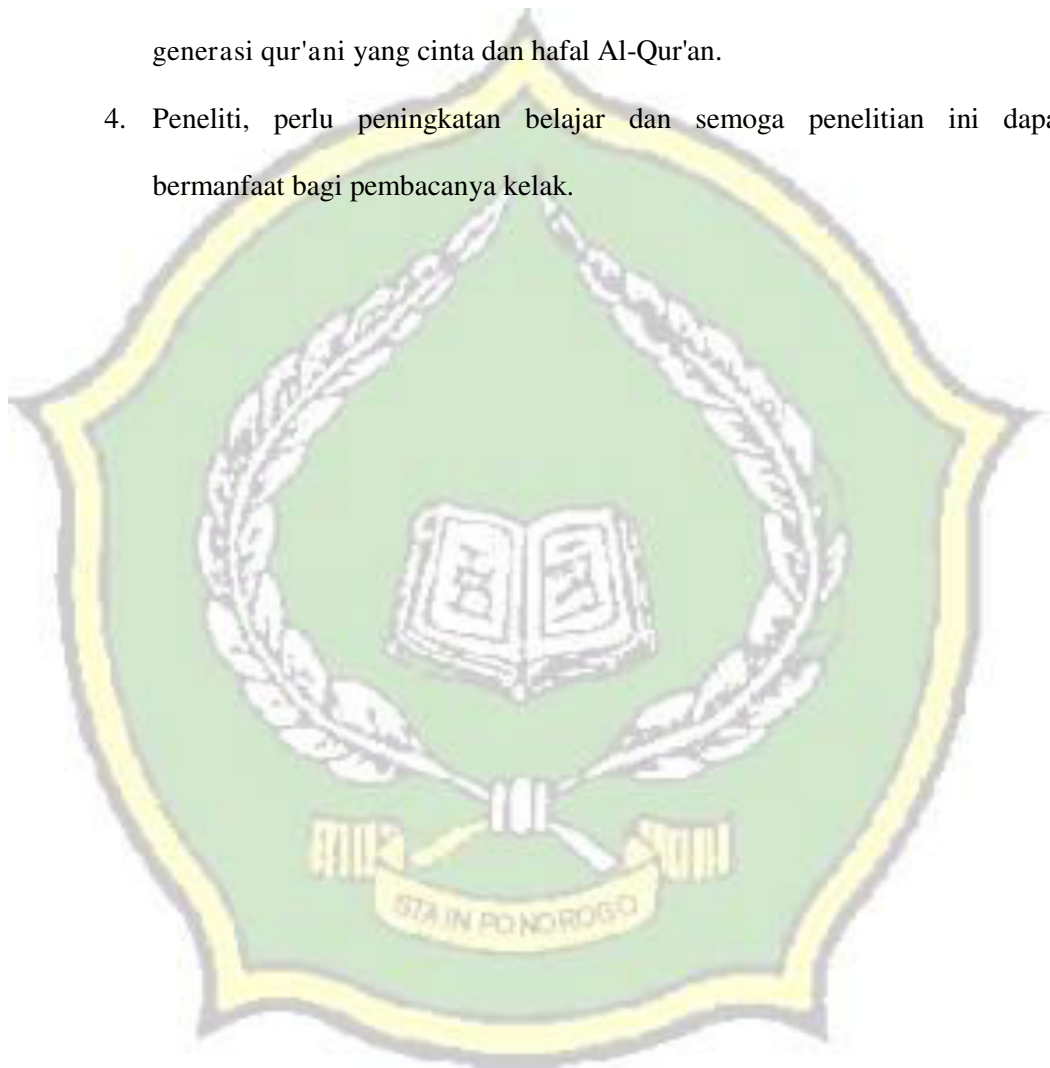 generasi qur'ani yang cinta dan hafal Al-Qur'an.
4. Peneliti, perlu peningkatan belajar dan semoga penelitian ini dapa
bermanfaat bagi pembacanya kelak.
STAIN PONOROGO